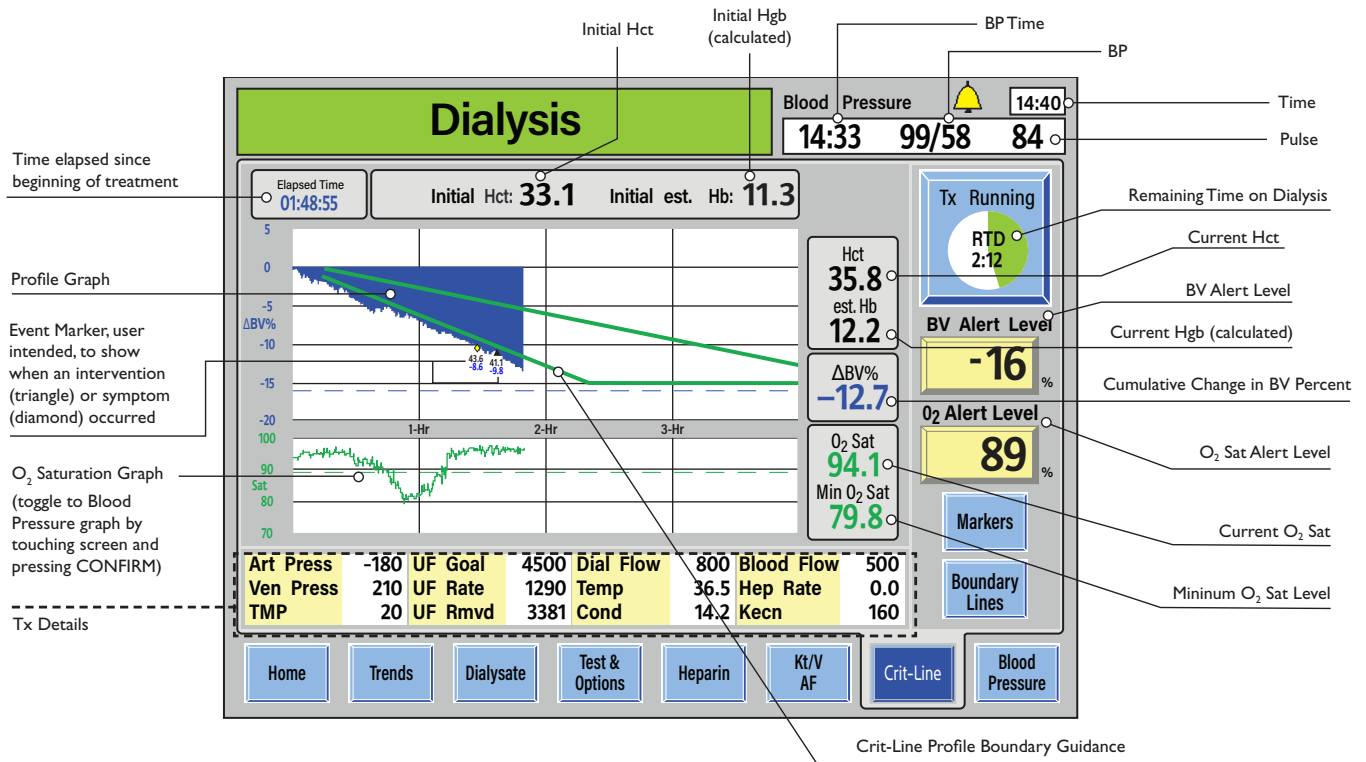 Initial Hct
Initial Hgb
(calculated)
BP Time
BP
Time
Pulse
Remaining Time on Dialysis
Current Hct
BV Alert Level
Current Hgb (calculated)
Cumulative Change in BV Percent
O2 Sat Alert Level
Current O2 Sat
Mininum O2 Sat Level
Time elapsed since
beginning of treatment
Profile Graph
Event Marker, user
intended, to show
when an intervention
(triangle) or symptom
(diamond) occurred
O2 Saturation Graph
(toggle to Blood
Pressure graph by
touching screen and
pressing CONFIRM)
Tx Details
Dialysis
Blood Pressure
14:40
14:33 99/58 84
Elapsed Time
01:48:55
Initial Hct: 33.1 Initial est. Hb: 11.3
5
0
-5
ΔBV%
-10
-15
-20
43.6 41.1
-8.6 -9.8
1-Hr 2-Hr 3-Hr
100
90
Sat
80
70
Hct
35.8
est. Hb
12.2
ΔBV%
−12.7
O2 Sat
94.1
Min O2 Sat
79.8
Tx Running
RTD
2:12
BV Alert Level
-16 %
02 Alert Level
89 %
Markers
Boundary
Lines
Art Press -180 UF Goal 4500 Dial Flow 800 Blood Flow 500
Ven Press 210 UF Rate 1290 Temp 36.5 Hep Rate 0.0
TMP 20 UF Rmvd 3381 Cond 14.2 Kecn 160
Home
Trends
Dialysate
Test &
Options
Heparin
Kt/V
AF
Crit-Line
Blood
Pressure
Crit-Line Profile Boundary Guidance